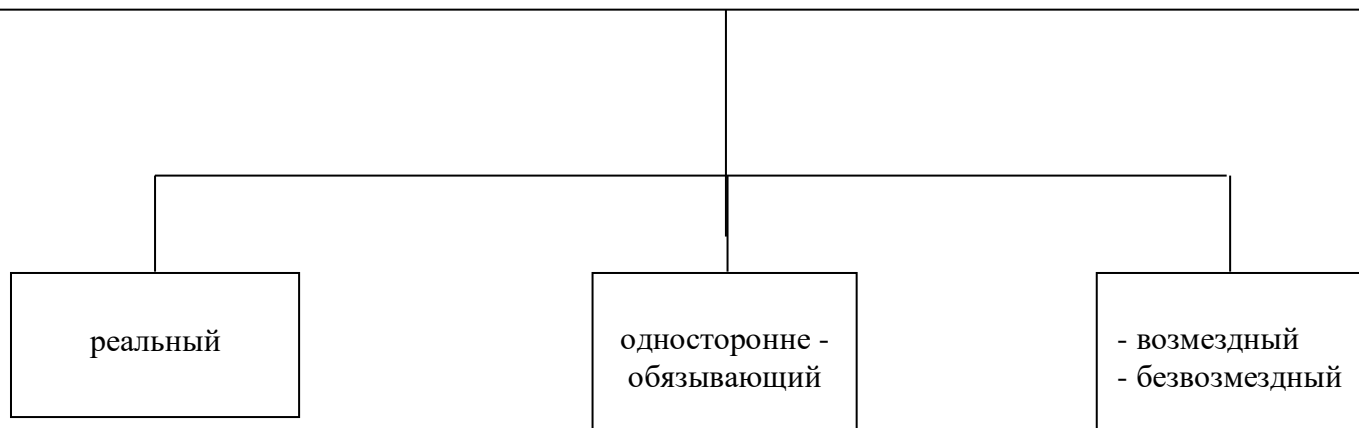 реальный
односторонне -
обязывающий
- возмездный
- безвозмездный